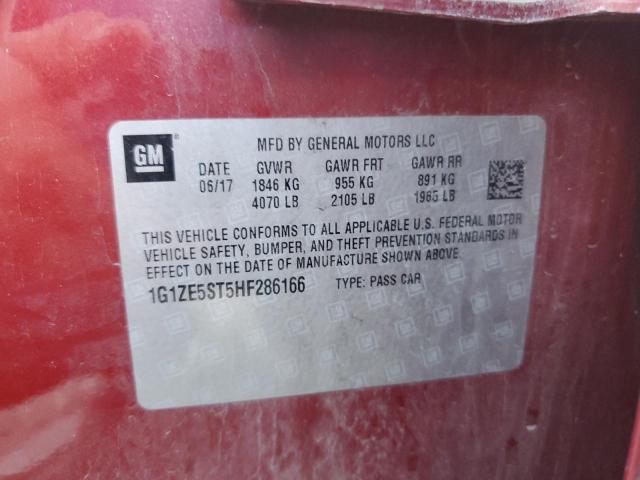 GM
MFD BY GENERAL MOTORS LLC
DATE GVWR GAWR FRT GAWR RR
06/17 1846 KG 955 KG 891 KG
4070 LB 2105 LB 1965 LB
THIS VEHICLE CONFORMS TO ALL APPLICABLE U.S. FEDERAL MOTOR
VEHICLE SAFETY, BUMPER, AND THEFT PREVENTION STANDARDS IN
EFFECT ON THE DATE OF MANUFACTURE SHOWN ABOVE.
1G1ZE5ST5HF286166 TYPE: PASS CAR